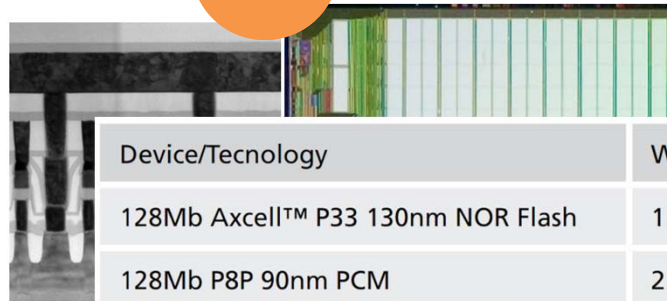 Device/Tecnology
128Mb Axcell™ P33 130nm NOR Flash
128Mb P8P 90nm PCM